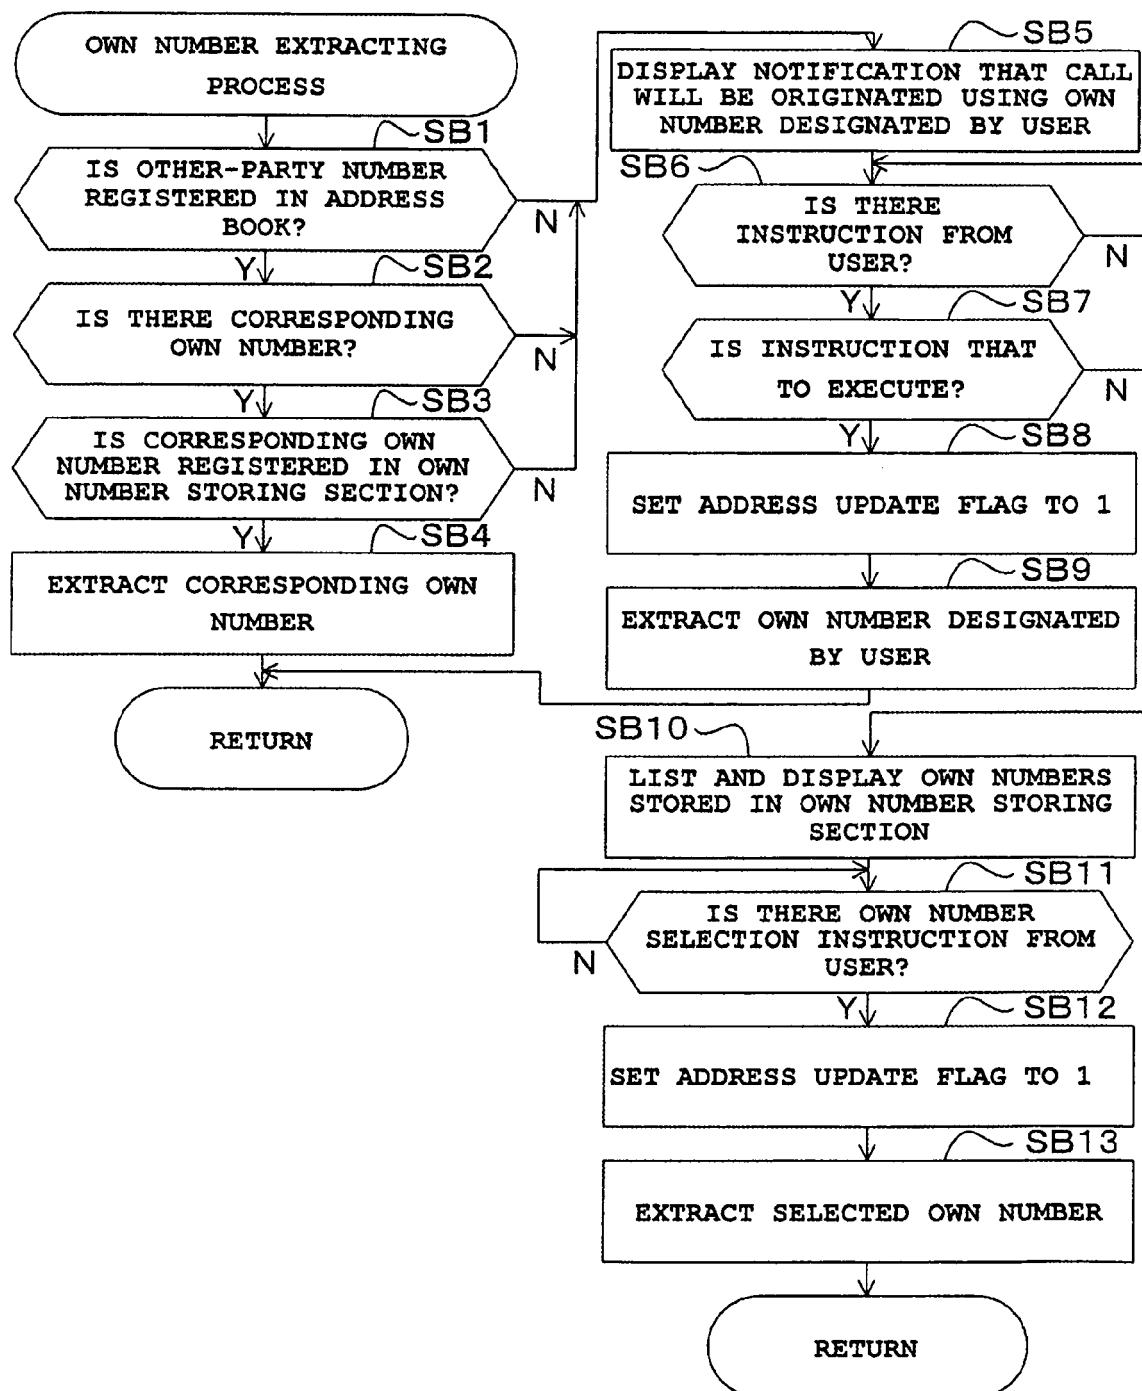 OWN NUMBER EXTRACTING
PROCESS
SB1
IS OTHER-PARTY NUMBER
REGISTERED IN ADDRESS
BOOK?
N
Y
SB2
IS THERE CORRESPONDING
OWN NUMBER?
N
Y
SB3
IS CORRESPONDING OWN
NUMBER REGISTERED IN OWN
NUMBER STORING SECTION?
N
Y
SB4
EXTRACT CORRESPONDING OWN
NUMBER
RETURN
SB5
DISPLAY NOTIFICATION THAT CALL
WILL BE ORIGINATED USING OWN
NUMBER DESIGNATED BY USER
SB6
IS THERE
INSTRUCTION FROM
USER?
N
Y
SB7
IS INSTRUCTION THAT
TO EXECUTE?
N
Y
SB8
SET ADDRESS UPDATE FLAG TO 1
SB9
EXTRACT OWN NUMBER DESIGNATED
BY USER
SB10
LIST AND DISPLAY OWN NUMBERS
STORED IN OWN NUMBER STORING
SECTION
SB11
IS THERE OWN NUMBER
SELECTION INSTRUCTION FROM
USER?
N
Y
SB12
SET ADDRESS UPDATE FLAG TO 1
SB13
EXTRACT SELECTED OWN NUMBER
RETURN